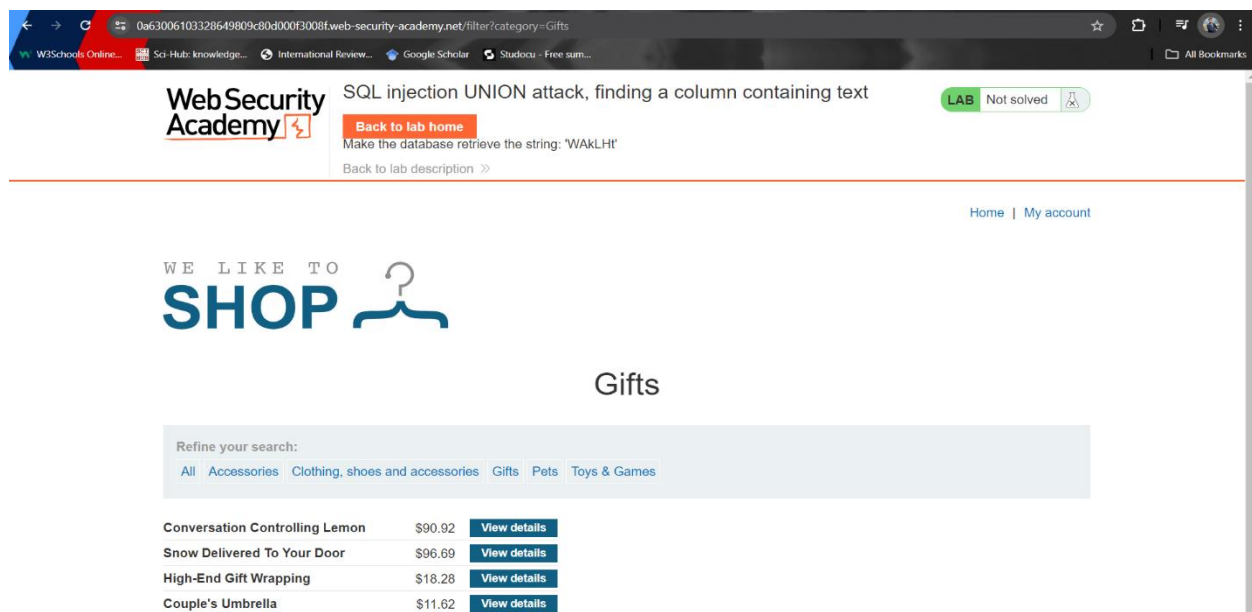 0a63006103328649809c80d000f3008f.web-security-academy.net/filter?category=Gifts
W3Schools Online... Sci-Hub: knowledge... International Review... Google Scholar Studocu - Free sum... All Bookmarks
Web Security
Academy
SQL injection UNION attack, finding a column containing text
LAB Not solved
Back to lab home
Make the database retrieve the string: 'WAkLHt'
Back to lab description >>
Home | My account
WE LIKE TO
SHOP
Gifts
Refine your search:
All Accessories Clothing, shoes and accessories Gifts Pets Toys & Games
Conversation Controlling Lemon $90.92 View details
Snow Delivered To Your Door $96.69 View details
High-End Gift Wrapping $18.28 View details
Couple's Umbrella $11.62 View details